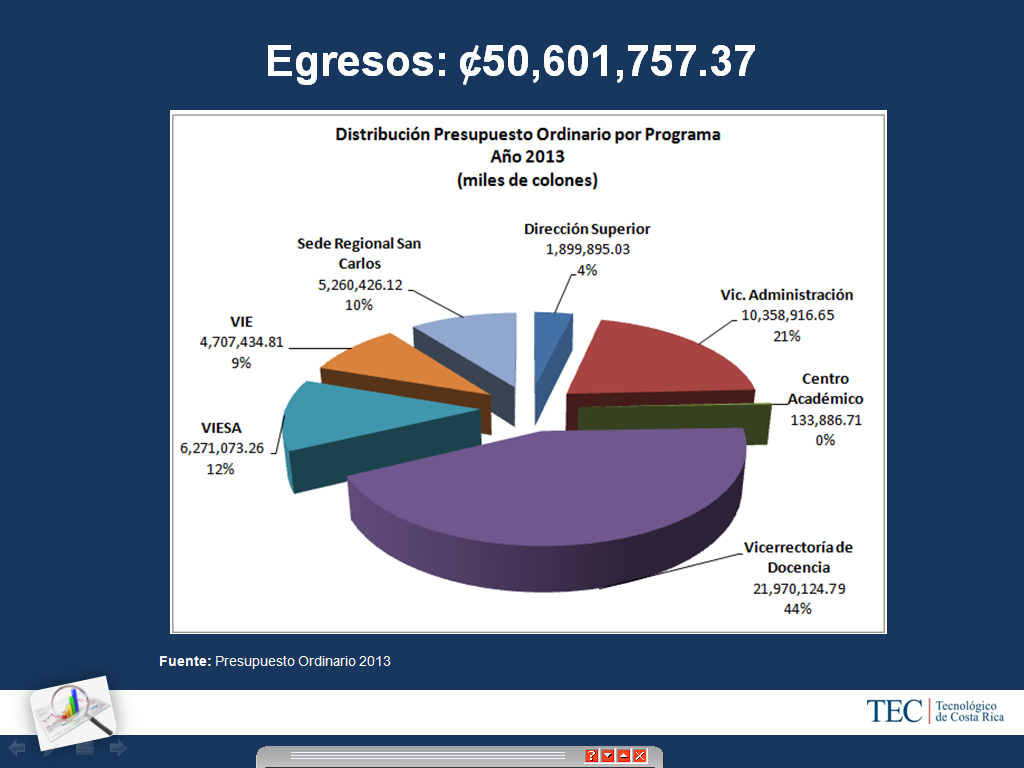 Egresos: ¢50,601,757.37
Distribución Presupuesto Ordinario por Programa
Año 2013
(miles de colones)
Dirección Superior
1,899,895.03
4%
Sede Regional San
Carlos
5,260,426.12
10%
Vic. Administración
10,358,916.65
21%
VIE
4,707,434.81
9%
Centro
Académico
133,886.71
0%
VIESA
6,271,073.26
12%
Vicerrectoría de
Docencia
21,970,124.79
44%
Fuente: Presupuesto Ordinario 2013
TEC
Tecnológico
de Costa Rica
?